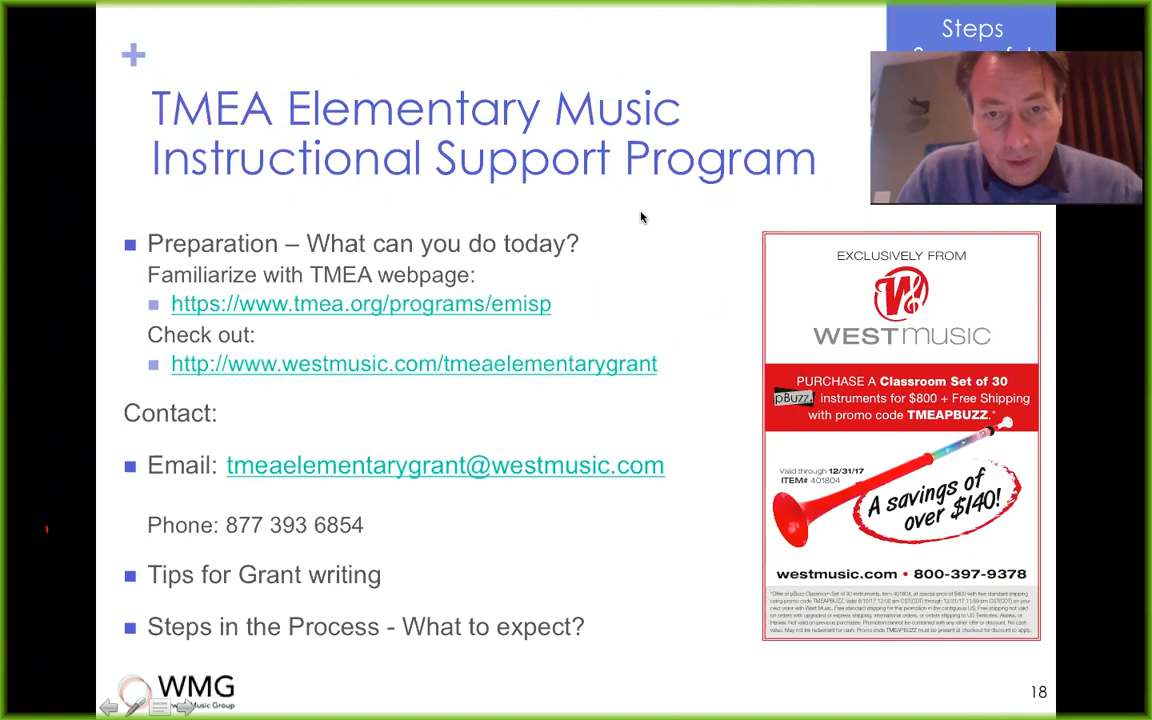 Steps
+
TMEA Elementary Music
Instructional Support Program
Preparation – What can you do today?
Familiarize with TMEA webpage:
https://www.tmea.org/programs/emisp
Check out:
http://www.westmusic.com/tmeaelementarygrant
Contact:
Email: tmeaelementarygrant@westmusic.com
Phone: 877 393 6854
Tips for Grant writing
Steps in the Process - What to expect?
EXCLUSIVELY FROM
W
WESTMUSIC
PURCHASE A Classroom Set of 30
pBuzz instruments for $800 + Free Shipping
with promo code TMEAPBUZZ.*
Valid through 12/31/17
ITEM# 401804
A savings of
over $140!
westmusic.com • 800-397-9378
WMG
Music Group
18